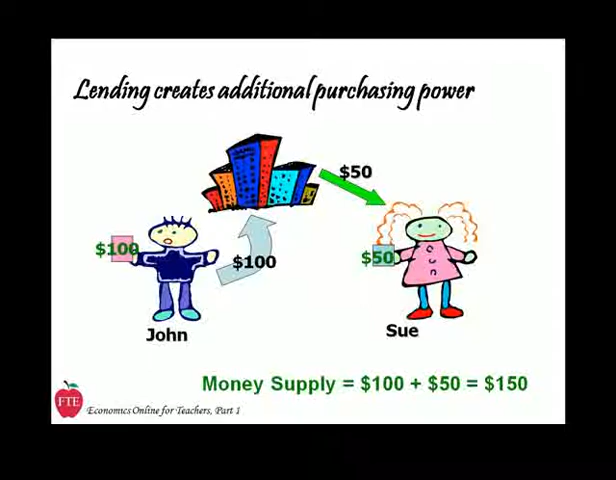 Lending creates additional purchasing power
$50
$100
$100
$50
John
Sue
Money Supply = $100 + $50 = $150
FTE
Economics Online for Teachers, Part 1